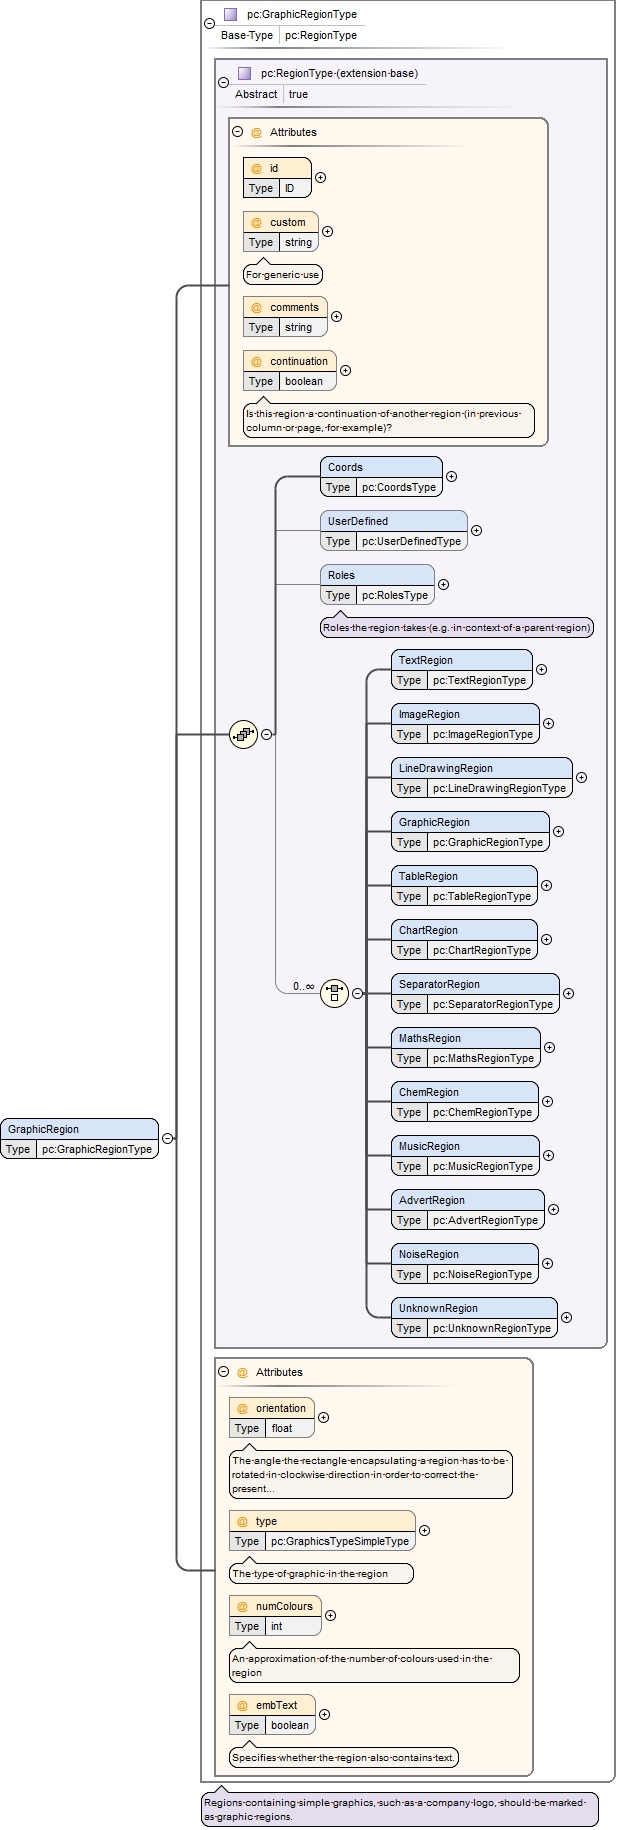 pc:GraphicRegionType
Base-Type pc:RegionType
pc:RegionType·(extension·base)
Abstract true
@ Attributes
@ id
Type ID
@ custom
Type string
For·generic·use
@ comments
Type string
@ continuation
Type boolean
Is·this·region·a·continuation·of·another·region·(in·previous·
column·or·page,·for·example)?
Coords
Type pc:CoordsType
UserDefined
Type pc:UserDefinedType
Roles
Type pc:RolesType
Roles·the·region·takes·(e.g.·in·context·of·a·parent·region)
TextRegion
Type pc:TextRegionType
ImageRegion
Type pc:ImageRegionType
LineDrawingRegion
Type pc:LineDrawingRegionType
GraphicRegion
Type pc:GraphicRegionType
TableRegion
Type pc:TableRegionType
ChartRegion
Type pc:ChartRegionType
0..∞
SeparatorRegion
Type pc:SeparatorRegionType
MathsRegion
Type pc:MathsRegionType
ChemRegion
Type pc:ChemRegionType
MusicRegion
Type pc:MusicRegionType
AdvertRegion
Type pc:AdvertRegionType
NoiseRegion
Type pc:NoiseRegionType
UnknownRegion
Type pc:UnknownRegionType
GraphicRegion
Type pc:GraphicRegionType
@ Attributes
@ orientation
Type float
The·angle·the·rectangle·encapsulating·a·region·has·to·be·
rotated·in·clockwise·direction·in·order·to·correct·the·
present...
@ type
Type pc:GraphicsTypeSimpleType
The·type·of·graphic·in·the·region
@ numColours
Type int
An·approximation·of·the·number·of·colours·used·in·the·
region
@ embText
Type boolean
Specifies·whether·the·region·also·contains·text.
Regions·containing·simple·graphics,·such·as·a·company·logo,·should·be·marked·
as·graphic·regions.